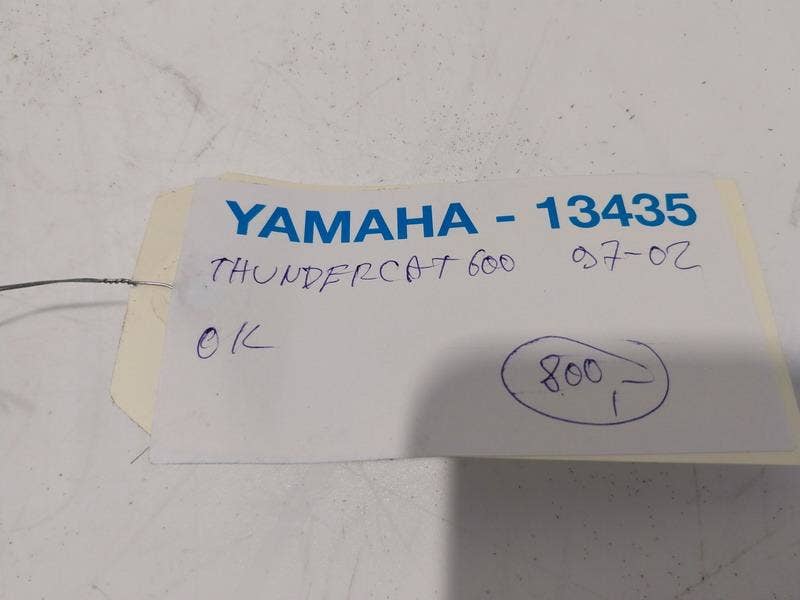 YAMAHA - 13435
THUNDERCAT 600 97-02
OK
800,-